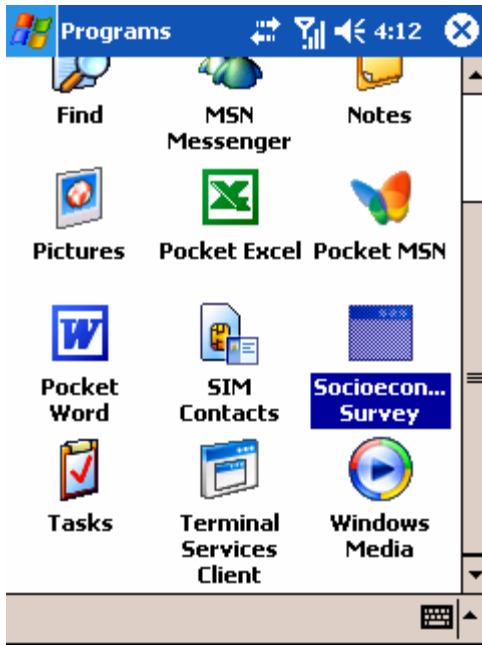 Programs 4:12
Find MSN Messenger Notes
Pictures Pocket Excel Pocket MSN
Pocket Word SIM Contacts Socioecon... Survey
Tasks Terminal Services Client Windows Media